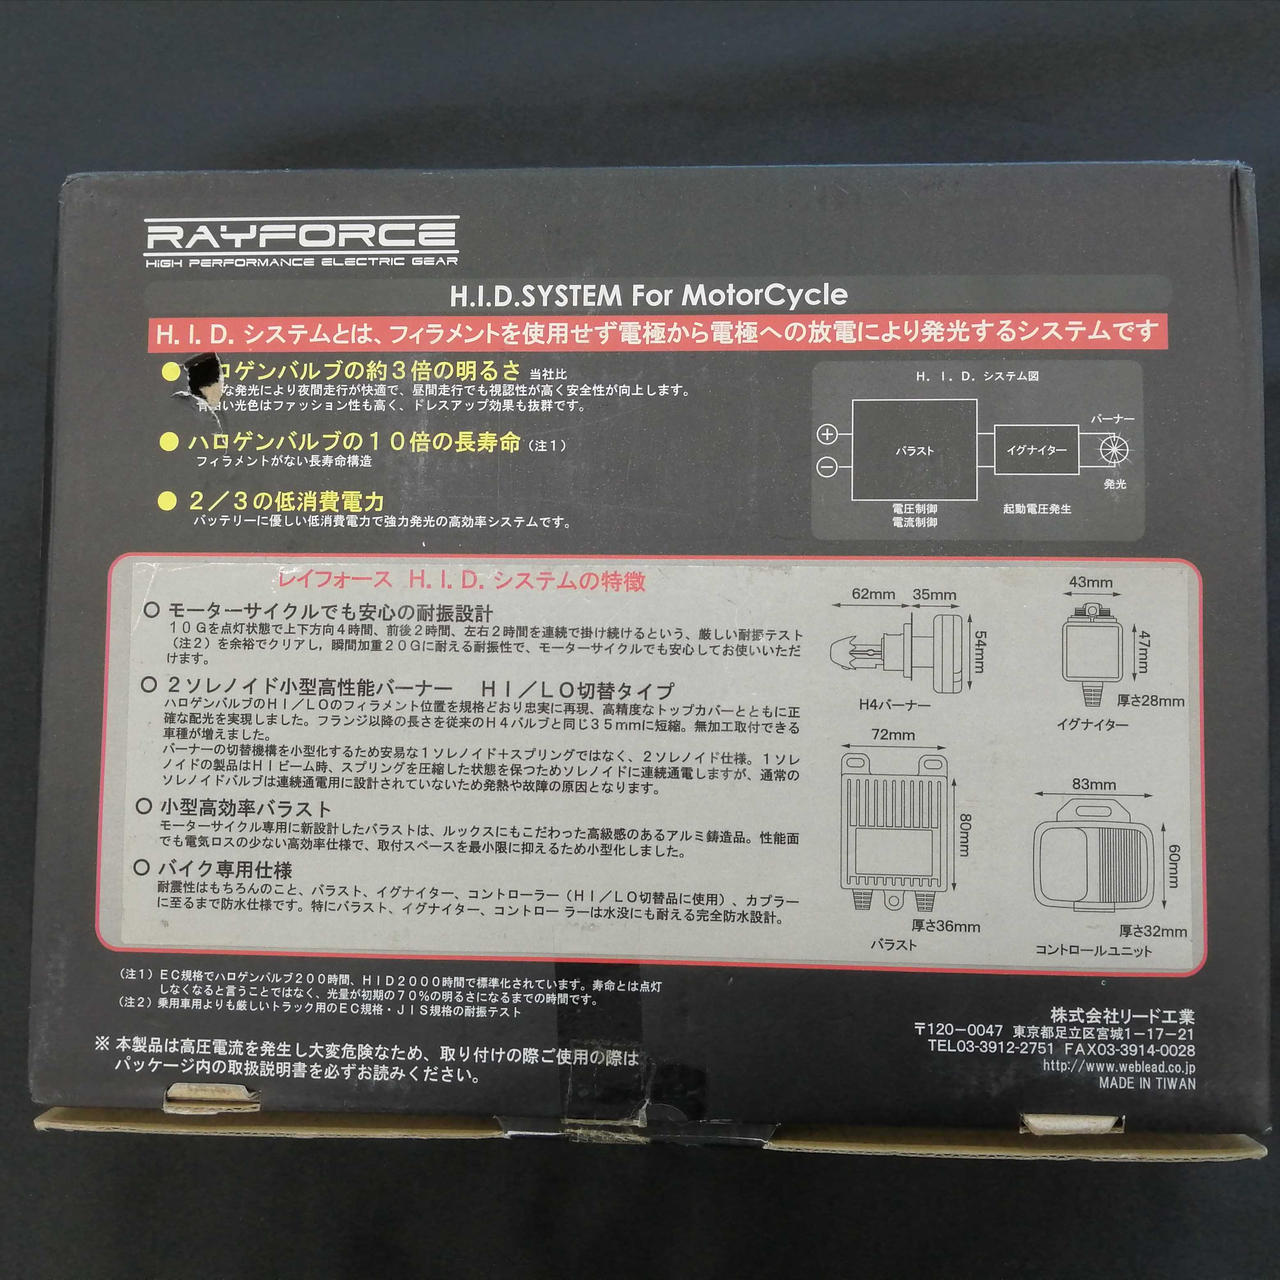 RAYFORCE
HIGH PERFORMANCE ELECTRIC GEAR
H.I.D.SYSTEM For MotorCycle
H.I.D.システムとは、フィラメントを使用せず電極から電極への放電により発光するシステムです
● ロゲンバルブの約３倍の明るさ 当社比
な発光により夜間走行が快適で、昼間走行でも視認性が高く安全性が向上します。
い光色はファッション性も高く、ドレスアップ効果も抜群です。
● ハロゲンバルブの１０倍の長寿命（注１）
フィラメントがない長寿命構造
● ２／３の低消費電力
バッテリーに優しい低消費電力で強力発光の高効率システムです。
H.I.D.システム図
バーナー
＋
バラスト
イグナイター
−
発光
電圧制御
電流制御
起動電圧発生
レイフォース H.I.D.システムの特徴
○ モーターサイクルでも安心の耐振設計
１０Gを点灯状態で上下方向４時間、前後２時間、左右２時間を連続で掛け続けるという、厳しい耐振テスト
（注２）を余裕でクリアし，瞬間加重２０Gに耐える耐振性で、モーターサイクルでも安心してお使いいただ
けます。
○ ２ソレノイド小型高性能バーナー　ＨＩ／ＬＯ切替タイプ
ハロゲンバルブのＨＩ／ＬＯのフィラメント位置を規格どおり忠実に再現、高精度なトップカバーとともに正
確な配光を実現しました。フランジ以降の長さを従来のＨ４バルブと同じ３５mmに短縮。無加工取付できる
車種が増えました。
バーナーの切替機構を小型化するため安易な１ソレノイド＋スプリングではなく、２ソレノイド仕様。１ソレ
ノイドの製品はＨＩビーム時、スプリングを圧縮した状態を保つためソレノイドに連続通電しますが、通常の
ソレノイドバルブは連続通電用に設計されていないため発熱や故障の原因となります。
○ 小型高効率バラスト
モーターサイクル専用に新設計したバラストは、ルックスにもこだわった高級感のあるアルミ鋳造品。性能面
でも電気ロスの少ない高効率仕様で、取付スペースを最小限に抑えるため小型化しました。
○ バイク専用仕様
耐震性はもちろんのこと、バラスト、イグナイター、コントローラー（ＨＩ／ＬＯ切替品に使用）、カプラー
に至るまで防水仕様です。特にバラスト、イグナイター、コントロー ラーは水没にも耐える完全防水設計。
62mm
35mm
54mm
H4バーナー
43mm
47mm
厚さ28mm
イグナイター
72mm
80mm
厚さ36mm
バラスト
83mm
60mm
厚さ32mm
コントロールユニット
（注１）ＥＣ規格でハロゲンバルブ２００時間、ＨＩＤ２０００時間で標準化されています。寿命とは点灯
しなくなると言うことではなく、光量が初期の７０％の明るさになるまでの時間です。
（注２）乗用車用よりも厳しいトラック用のＥＣ規格・ＪＩＳ規格の耐振テスト
※ 本製品は高圧電流を発生し大変危険なため、取り付けの際ご使用の際は
パッケージ内の取扱説明書を必ずお読みください。
株式会社リード工業
〒120−0047 東京都足立区宮城1−17−21
TEL03−3912−2751 FAX03−3914−0028
http://www.weblead.co.jp
MADE IN TIWAN